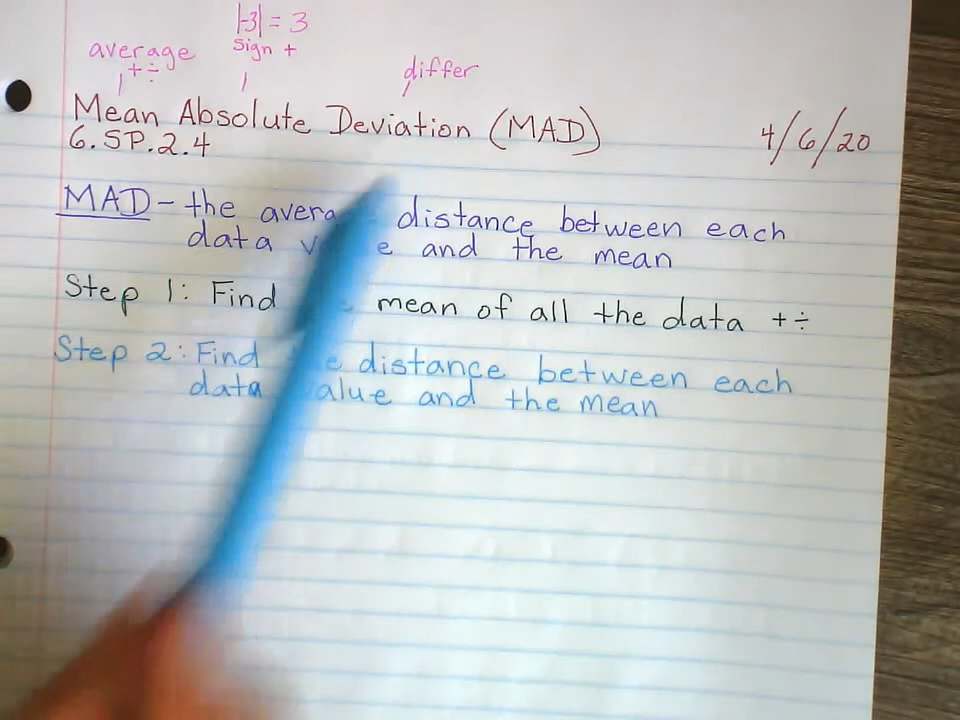 |-3| = 3
average sign +
+ ÷ differ
Mean Absolute Deviation (MAD) 4/6/20
6.SP.2.4
MAD - the distance between each
data and the mean
Step 1: Find mean of all the data + ÷
Step 2: Find distance between each
data and the mean